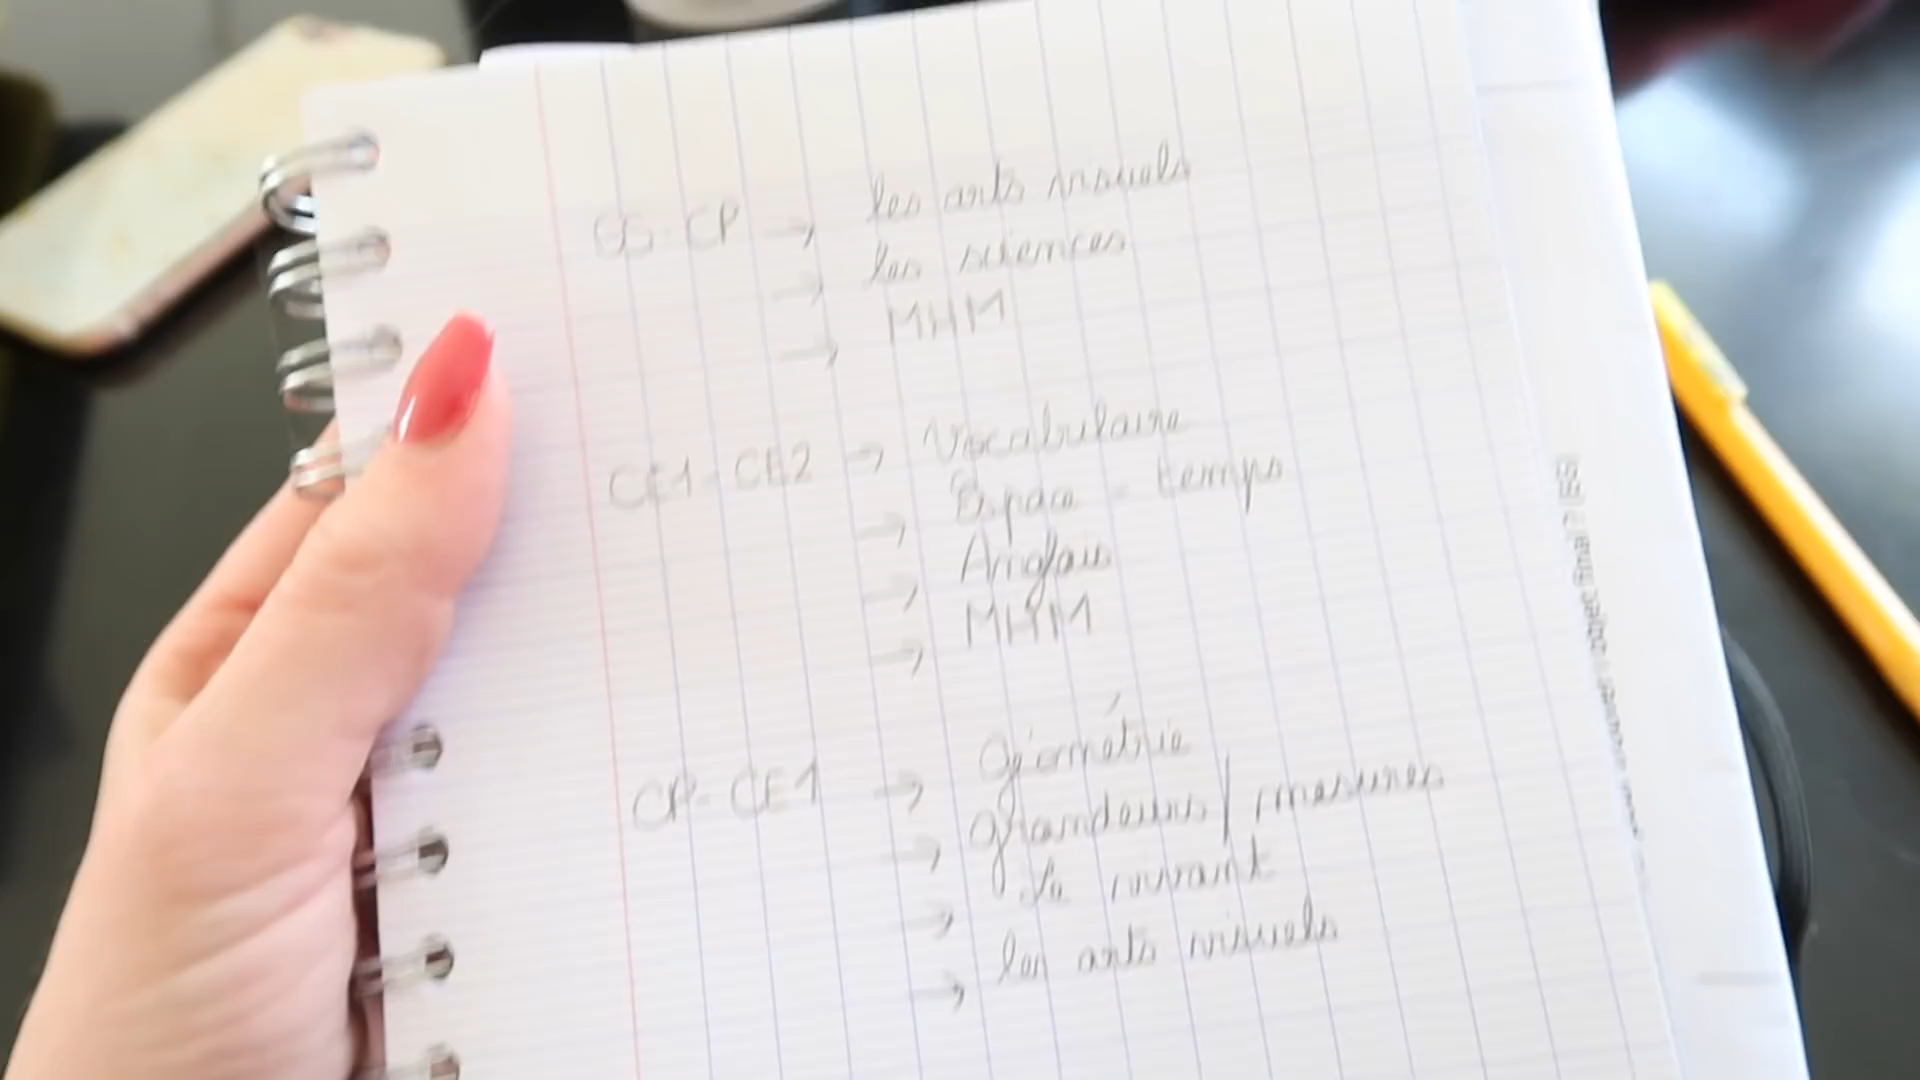 GS-CP → les arts visuels
→ les sciences
→ MHM
CE1-CE2 → Vocabulaire
→ Espace-temps
→ Anglais
→ MHM
CP-CE1 → Géométrie
→ grandeurs/mesures
→ Le vivant
→ les arts visuels